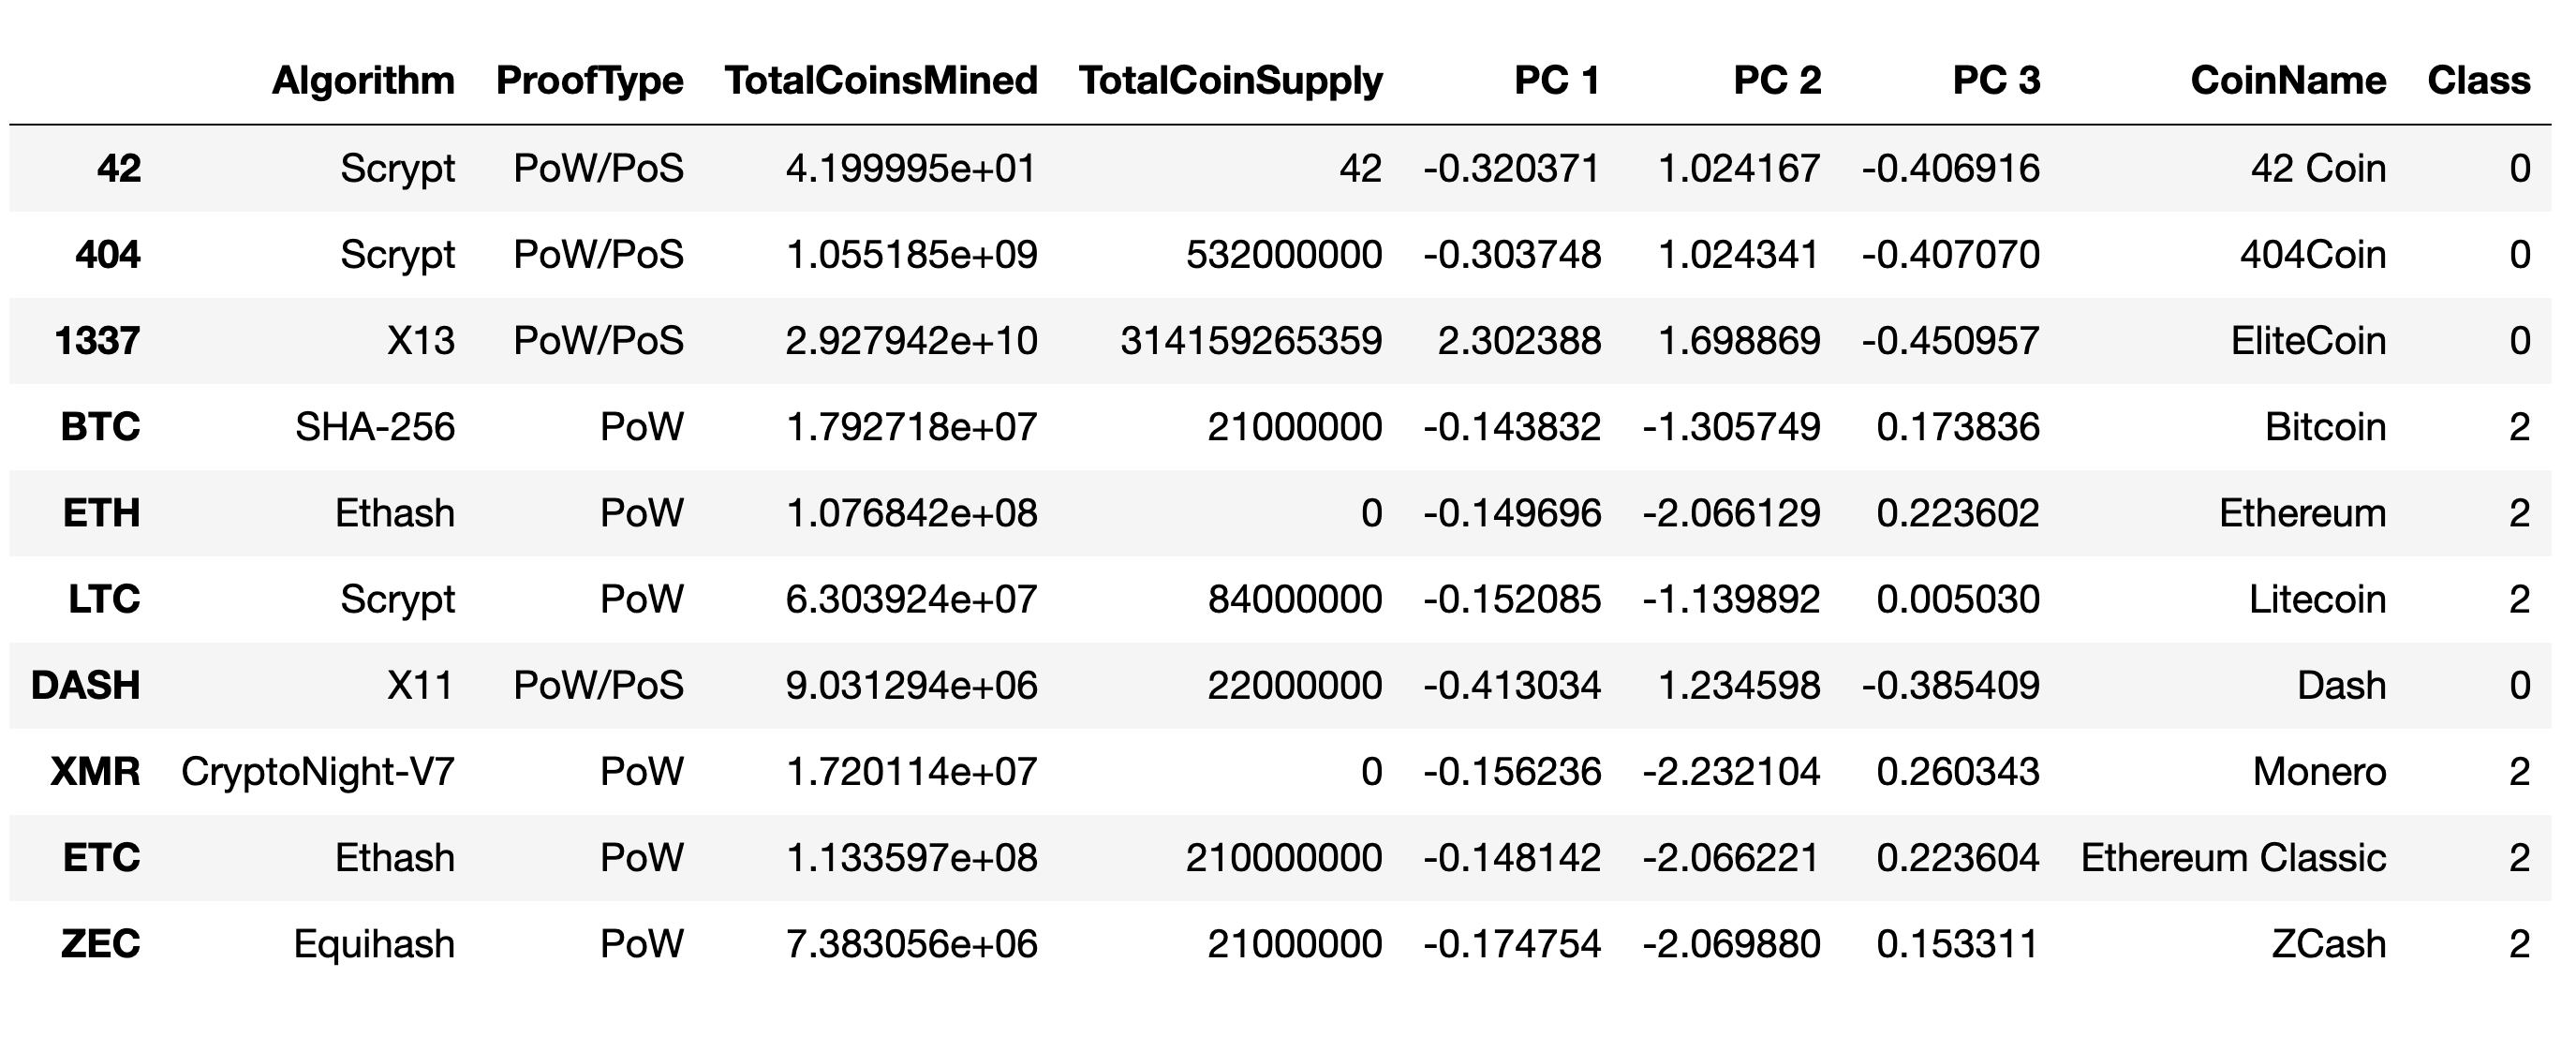 Algorithm ProofType TotalCoinsMined TotalCoinSupply PC 1 PC 2 PC 3 CoinName Class
42 Scrypt PoW/PoS 4.199995e+01 42 -0.320371 1.024167 -0.406916 42 Coin 0
404 Scrypt PoW/PoS 1.055185e+09 532000000 -0.303748 1.024341 -0.407070 404Coin 0
1337 X13 PoW/PoS 2.927942e+10 314159265359 2.302388 1.698869 -0.450957 EliteCoin 0
BTC SHA-256 PoW 1.792718e+07 21000000 -0.143832 -1.305749 0.173836 Bitcoin 2
ETH Ethash PoW 1.076842e+08 0 -0.149696 -2.066129 0.223602 Ethereum 2
LTC Scrypt PoW 6.303924e+07 84000000 -0.152085 -1.139892 0.005030 Litecoin 2
DASH X11 PoW/PoS 9.031294e+06 22000000 -0.413034 1.234598 -0.385409 Dash 0
XMR CryptoNight-V7 PoW 1.720114e+07 0 -0.156236 -2.232104 0.260343 Monero 2
ETC Ethash PoW 1.133597e+08 210000000 -0.148142 -2.066221 0.223604 Ethereum Classic 2
ZEC Equihash PoW 7.383056e+06 21000000 -0.174754 -2.069880 0.153311 ZCash 2